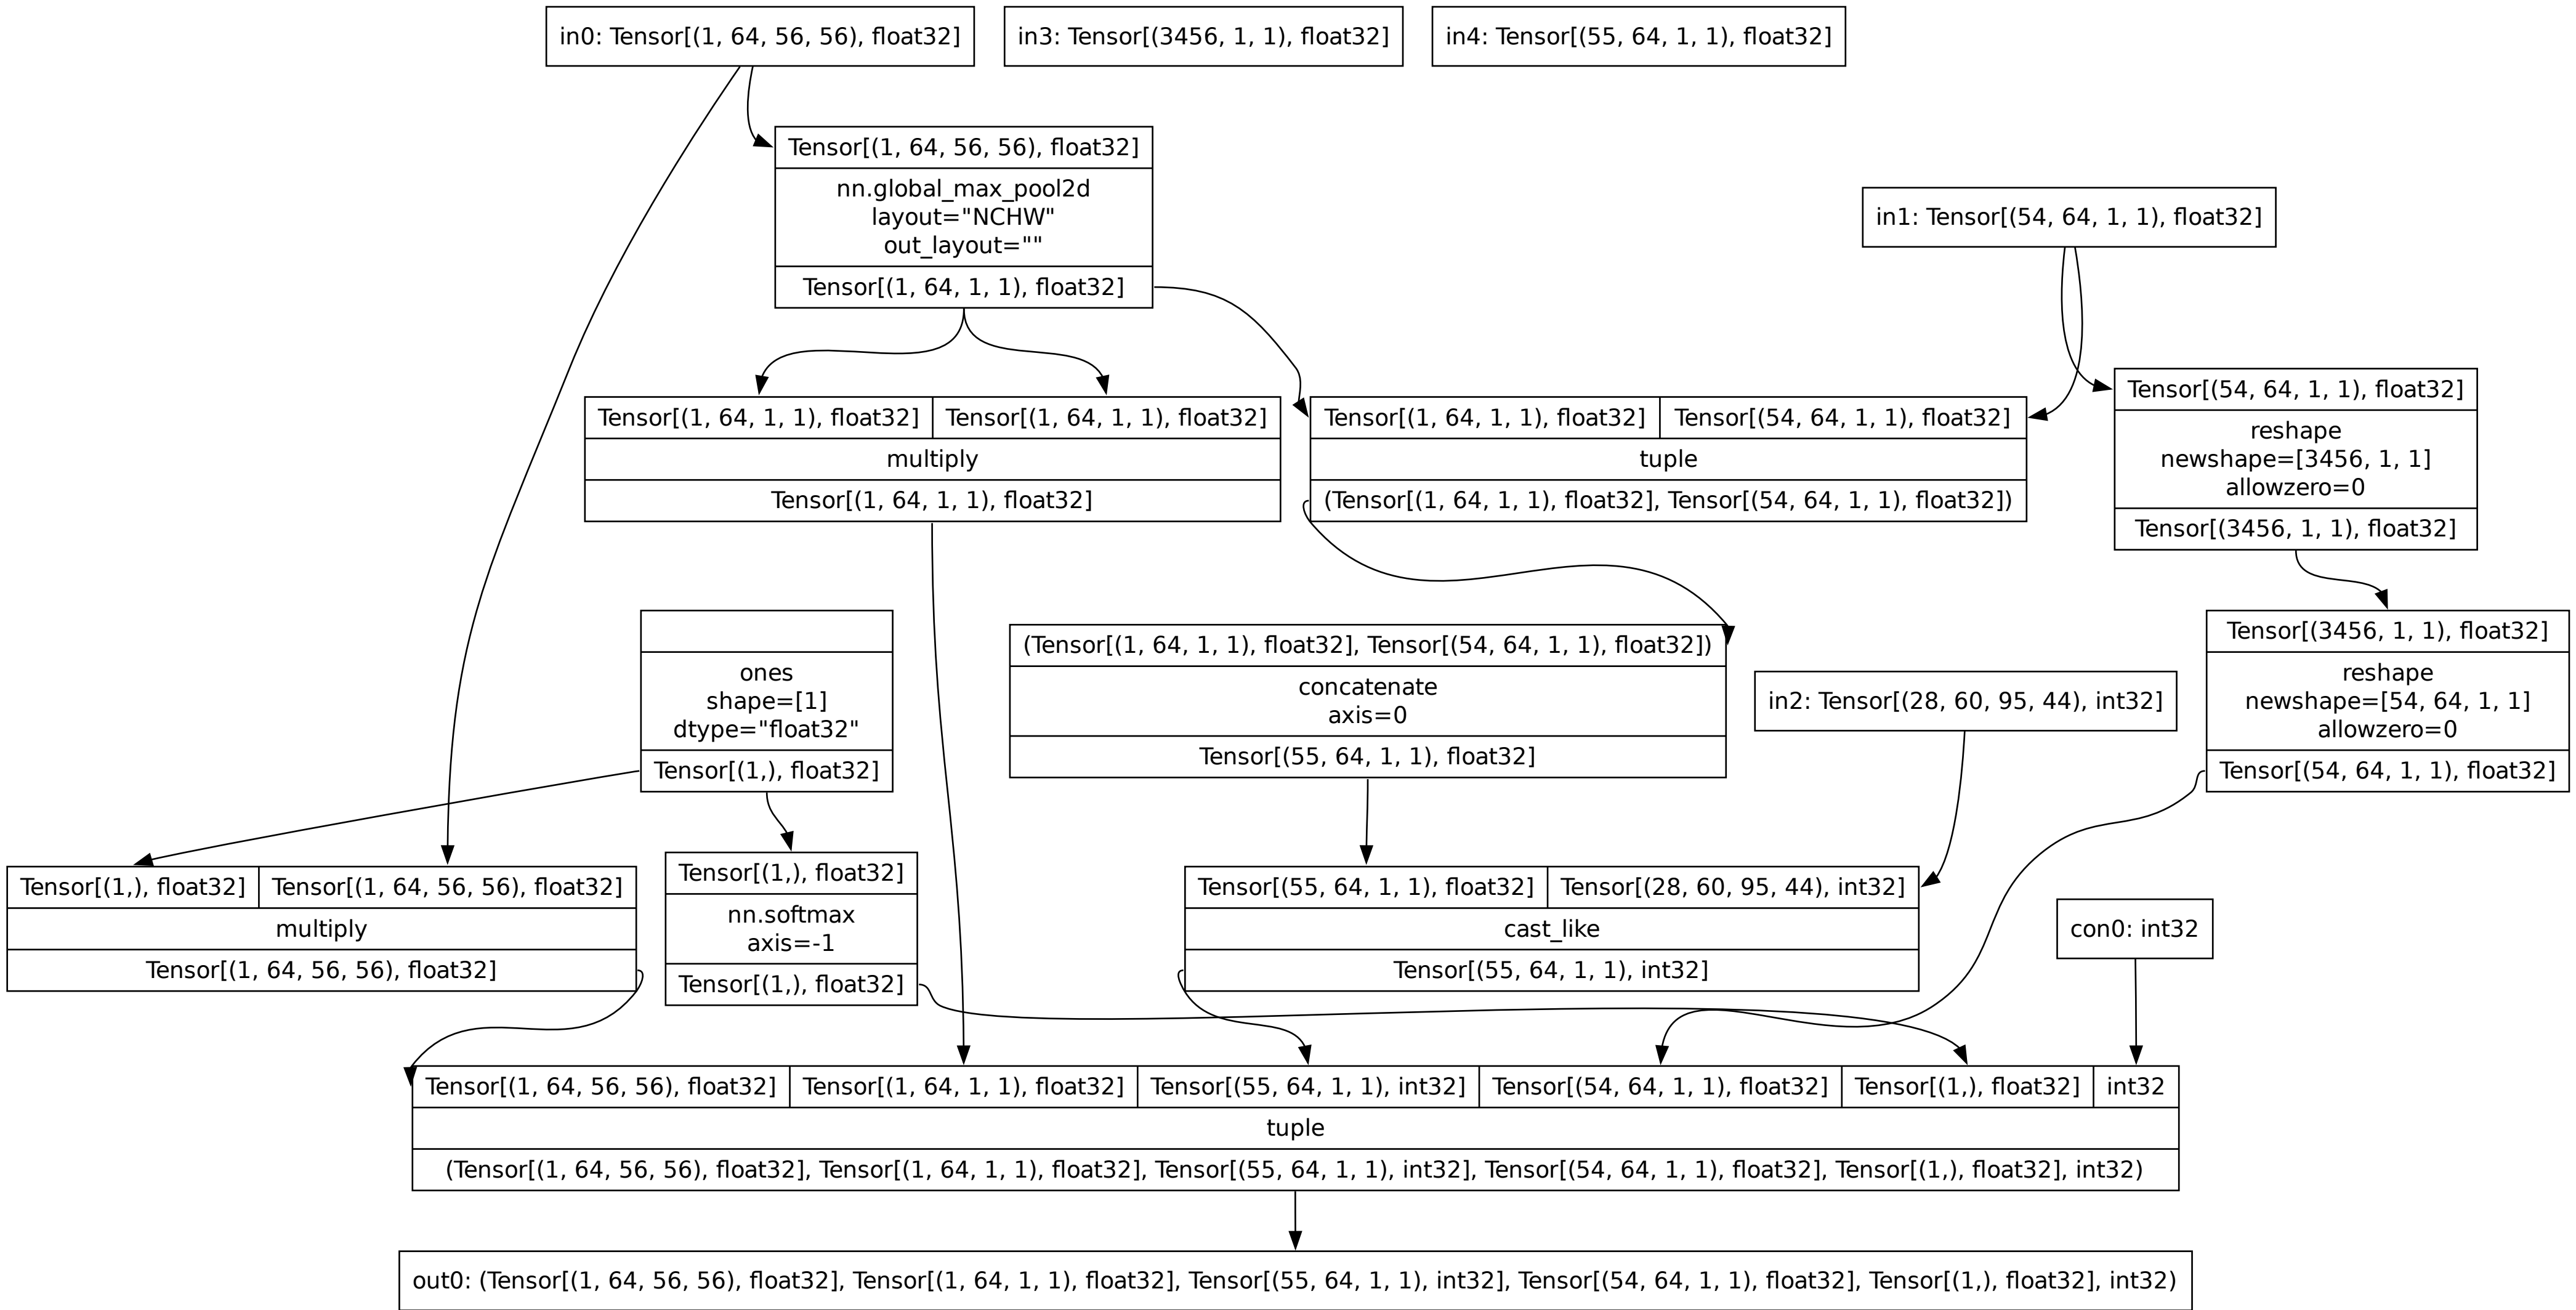 in0: Tensor[(1, 64, 56, 56), float32]
in3: Tensor[(3456, 1, 1), float32]
in4: Tensor[(55, 64, 1, 1), float32]
Tensor[(1, 64, 56, 56), float32]
nn.global_max_pool2d
layout="NCHW"
out_layout=""
Tensor[(1, 64, 1, 1), float32]
in1: Tensor[(54, 64, 1, 1), float32]
Tensor[(1, 64, 1, 1), float32]
Tensor[(1, 64, 1, 1), float32]
multiply
Tensor[(1, 64, 1, 1), float32]
Tensor[(1, 64, 1, 1), float32]
Tensor[(54, 64, 1, 1), float32]
tuple
(Tensor[(1, 64, 1, 1), float32], Tensor[(54, 64, 1, 1), float32])
Tensor[(54, 64, 1, 1), float32]
reshape
newshape=[3456, 1, 1]
allowzero=0
Tensor[(3456, 1, 1), float32]
ones
shape=[1]
dtype="float32"
Tensor[(1,), float32]
(Tensor[(1, 64, 1, 1), float32], Tensor[(54, 64, 1, 1), float32])
concatenate
axis=0
Tensor[(55, 64, 1, 1), float32]
in2: Tensor[(28, 60, 95, 44), int32]
Tensor[(3456, 1, 1), float32]
reshape
newshape=[54, 64, 1, 1]
allowzero=0
Tensor[(54, 64, 1, 1), float32]
Tensor[(1,), float32]
Tensor[(1, 64, 56, 56), float32]
multiply
Tensor[(1, 64, 56, 56), float32]
Tensor[(1,), float32]
nn.softmax
axis=-1
Tensor[(1,), float32]
Tensor[(55, 64, 1, 1), float32]
Tensor[(28, 60, 95, 44), int32]
cast_like
Tensor[(55, 64, 1, 1), int32]
con0: int32
Tensor[(1, 64, 56, 56), float32]
Tensor[(1, 64, 1, 1), float32]
Tensor[(55, 64, 1, 1), int32]
Tensor[(54, 64, 1, 1), float32]
Tensor[(1,), float32]
int32
tuple
(Tensor[(1, 64, 56, 56), float32], Tensor[(1, 64, 1, 1), float32], Tensor[(55, 64, 1, 1), int32], Tensor[(54, 64, 1, 1), float32], Tensor[(1,), float32], int32)
out0: (Tensor[(1, 64, 56, 56), float32], Tensor[(1, 64, 1, 1), float32], Tensor[(55, 64, 1, 1), int32], Tensor[(54, 64, 1, 1), float32], Tensor[(1,), float32], int32)